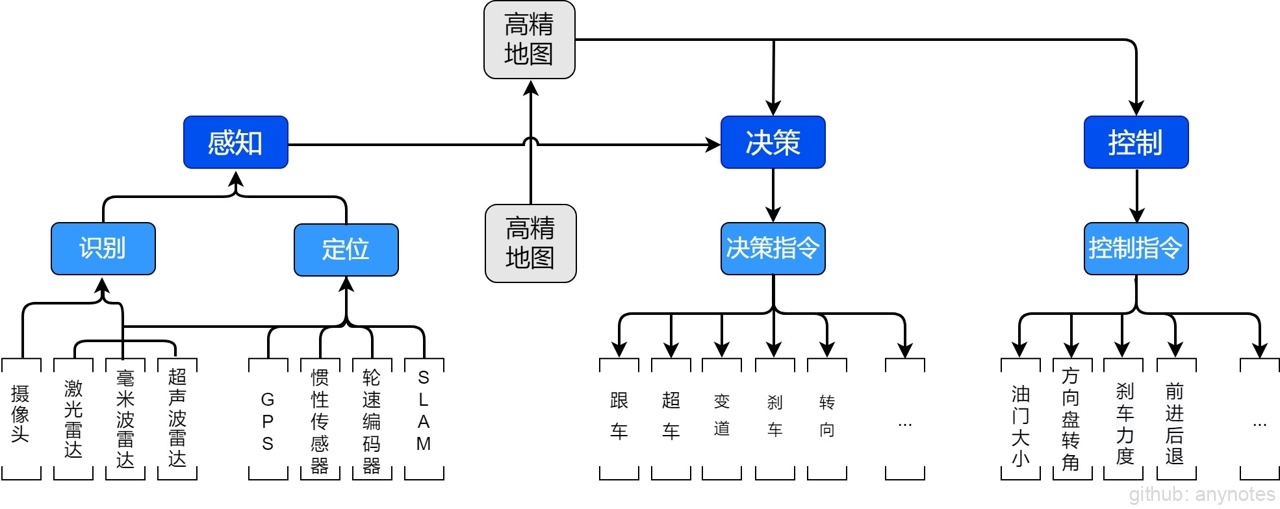 高精
地图
感知
决策
控制
高精
地图
识别
定位
决策指令
控制指令
摄像头
激光雷达
毫米波雷达
超声波雷达
GPS
惯性传感器
轮速编码器
SLAM
跟车
超车
变道
刹车
转向
...
油门大小
方向盘转角
刹车力度
前进后退
...
github: anynotes